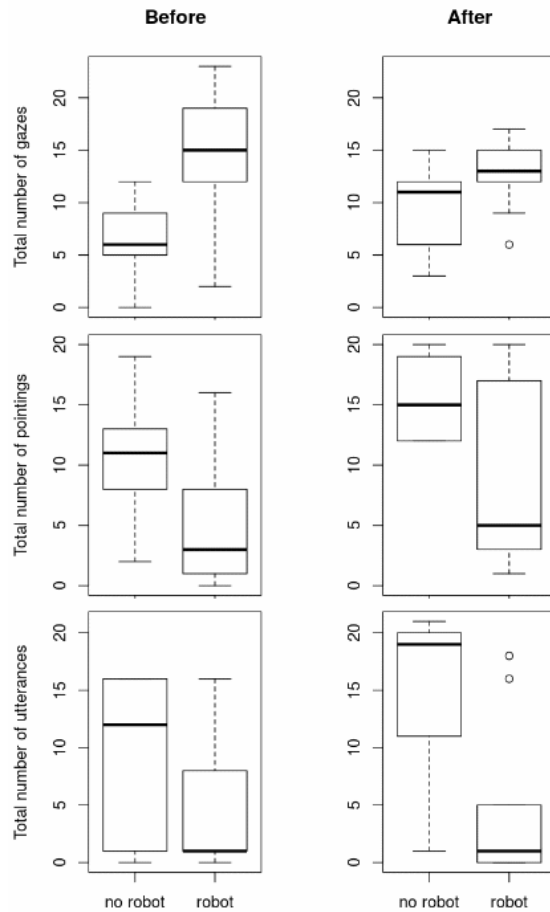 Before After
Total number of gazes
0 5 10 15 20
0 5 10 15 20
Total number of pointings
0 5 10 15 20
0 5 10 15 20
Total number of utterances
0 5 10 15 20
0 5 10 15 20
no robot robot no robot robot